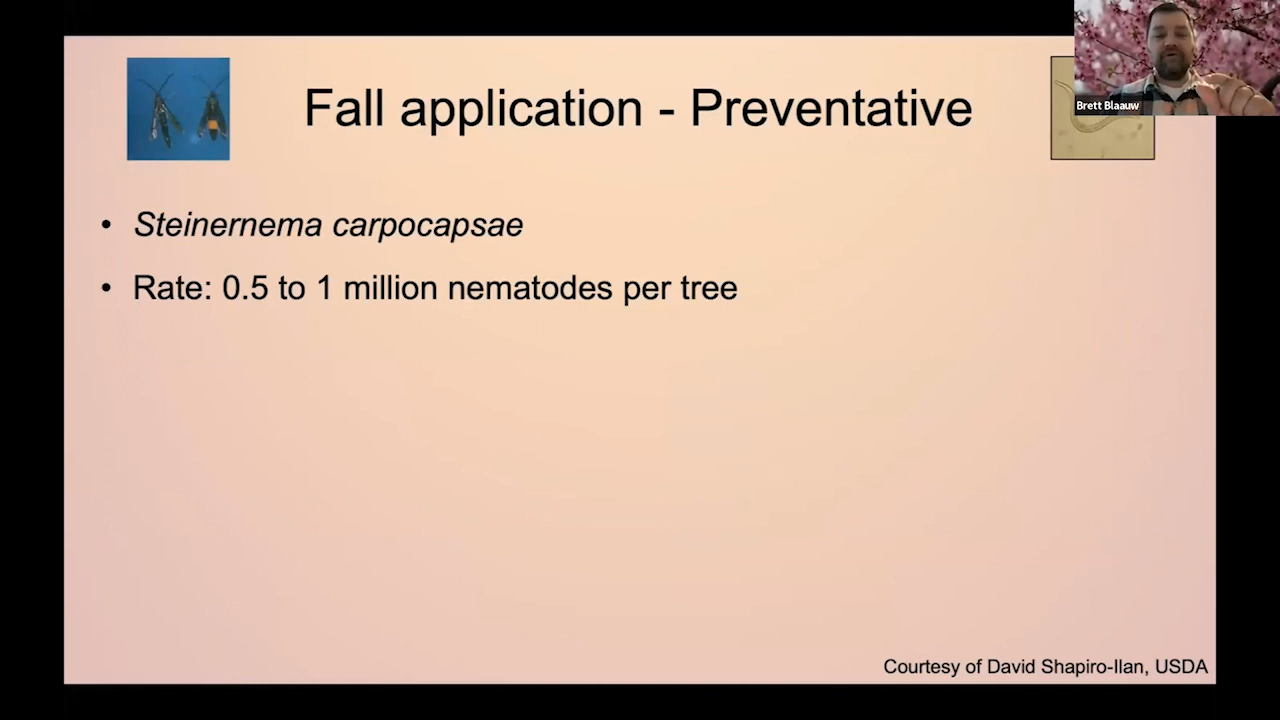 Fall application - Preventative
Brett Blaauw
• Steinernema carpocapsae
• Rate: 0.5 to 1 million nematodes per tree
Courtesy of David Shapiro-Ilan, USDA